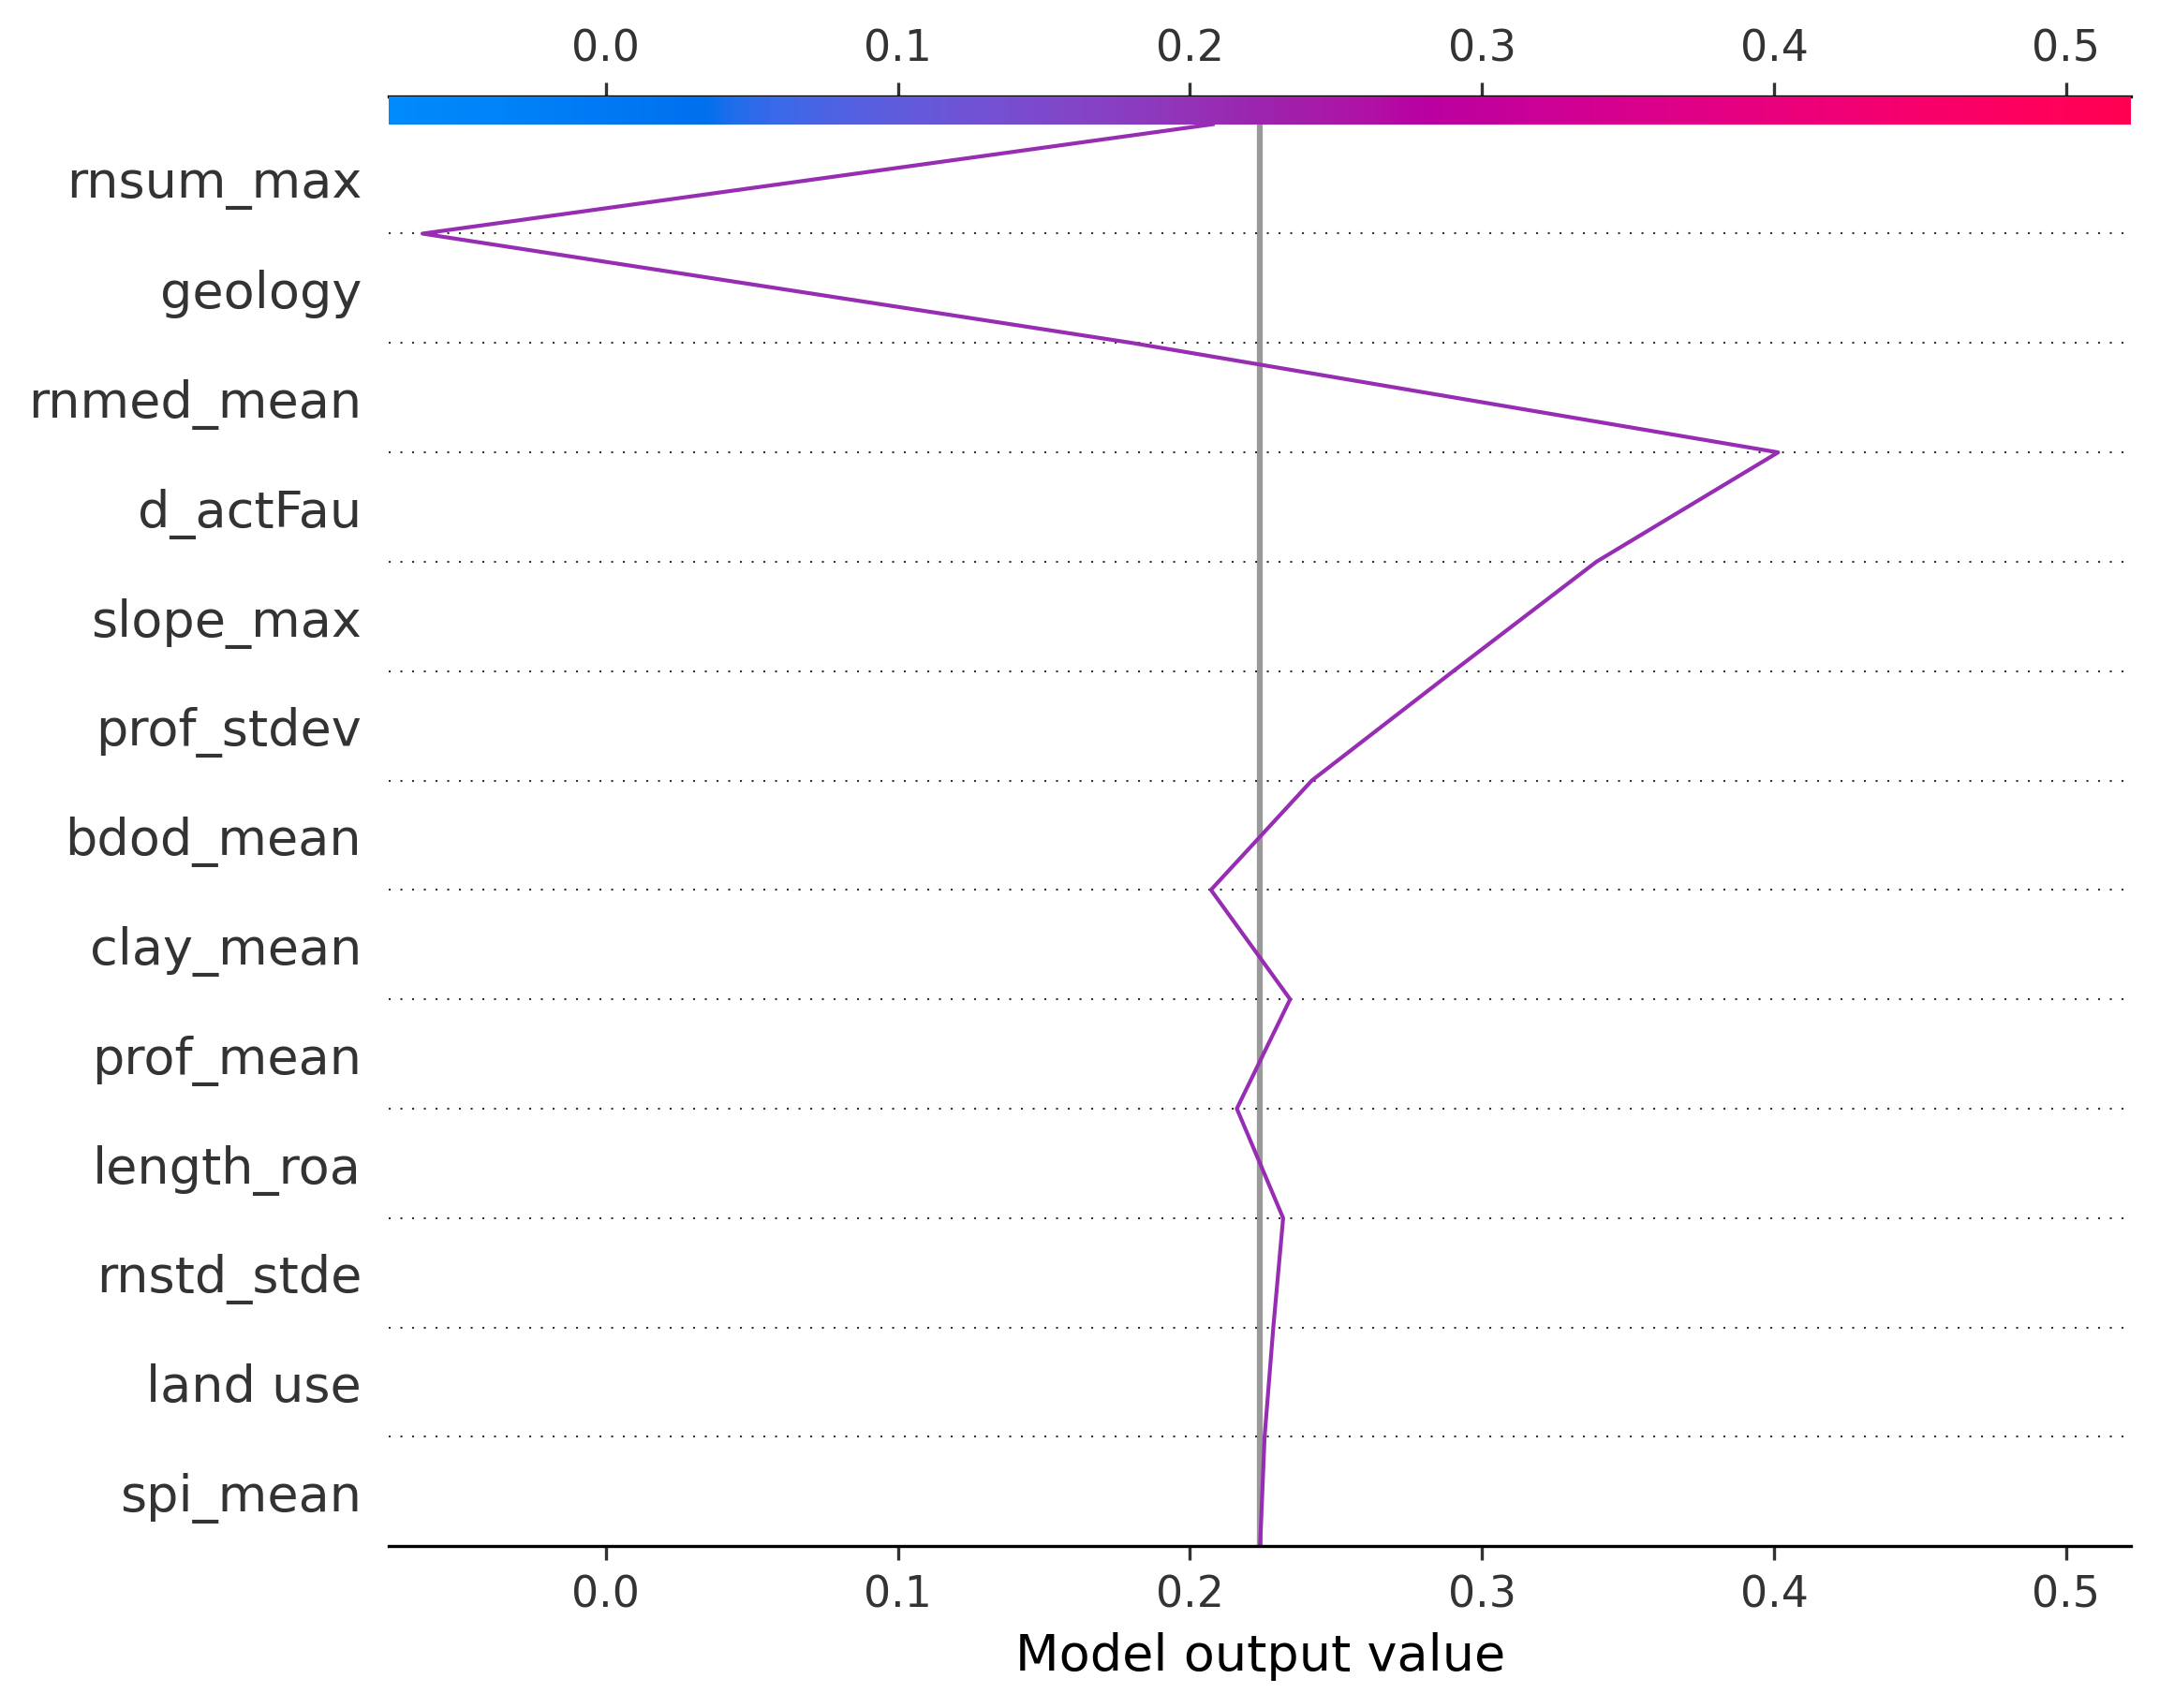 0.0 0.1 0.2 0.3 0.4 0.5
rnsum_max
geology
rnmed_mean
d_actFau
slope_max
prof_stdev
bdod_mean
clay_mean
prof_mean
length_roa
rnstd_stde
land use
spi_mean
0.0 0.1 0.2 0.3 0.4 0.5
Model output value